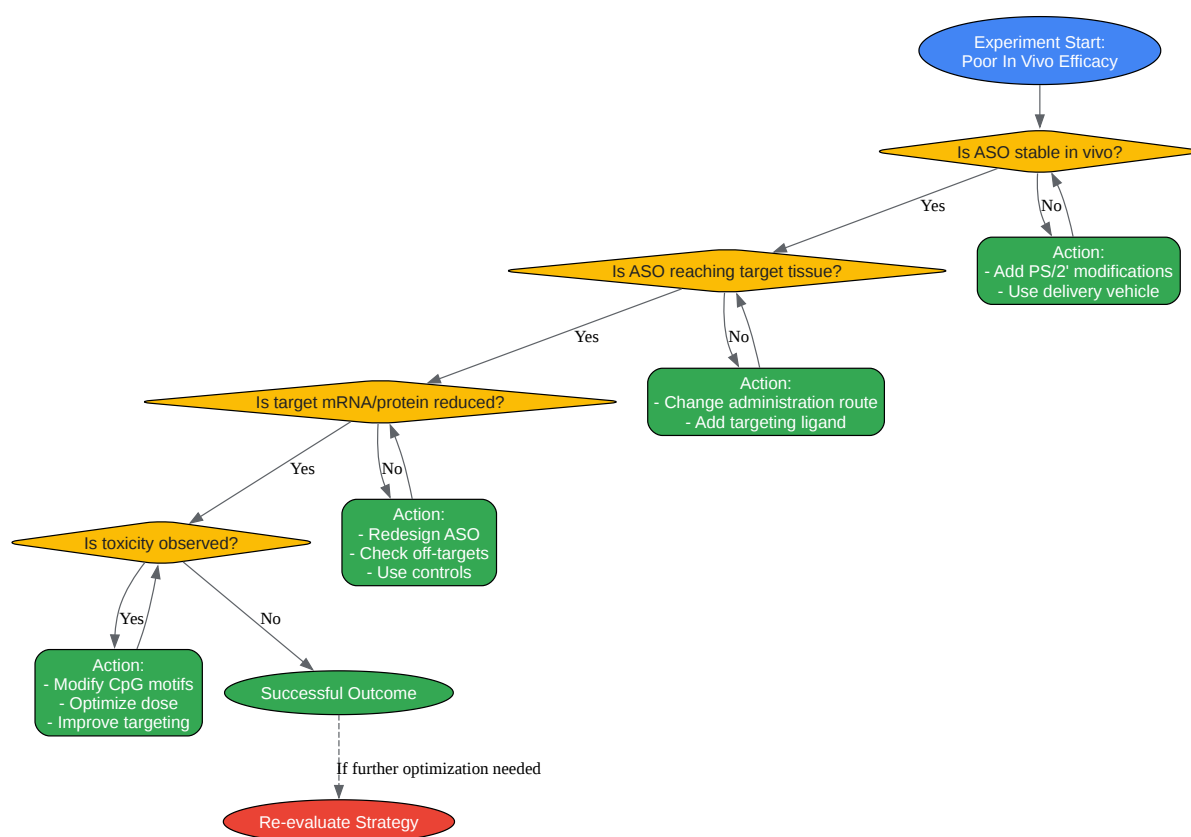 Experiment Start:
Poor In Vivo Efficacy
Is ASO stable in vivo?
Yes
No
Action:
- Add PS/2' modifications
- Use delivery vehicle
Is ASO reaching target tissue?
Yes
No
Action:
- Change administration route
- Add targeting ligand
Is target mRNA/protein reduced?
Yes
No
Action:
- Redesign ASO
- Check off-targets
- Use controls
Is toxicity observed?
Yes
No
Action:
- Modify CpG motifs
- Optimize dose
- Improve targeting
Successful Outcome
If further optimization needed
Re-evaluate Strategy